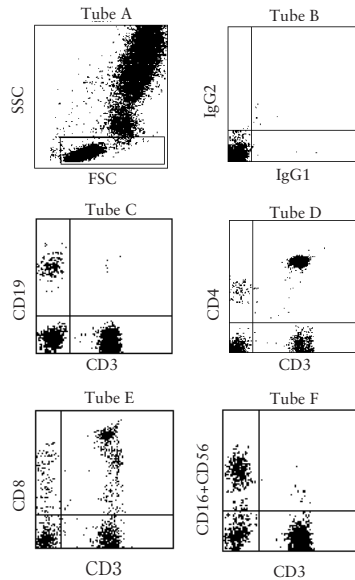 Tube A
SSC
FSC
Tube B
IgG2
IgG1
Tube C
CD19
CD3
Tube D
CD4
CD3
Tube E
CD8
CD3
Tube F
CD16+CD56
CD3